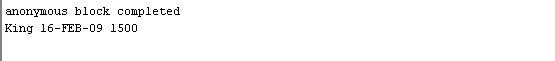 anonymous block completed
King 16-FEB-09 1500